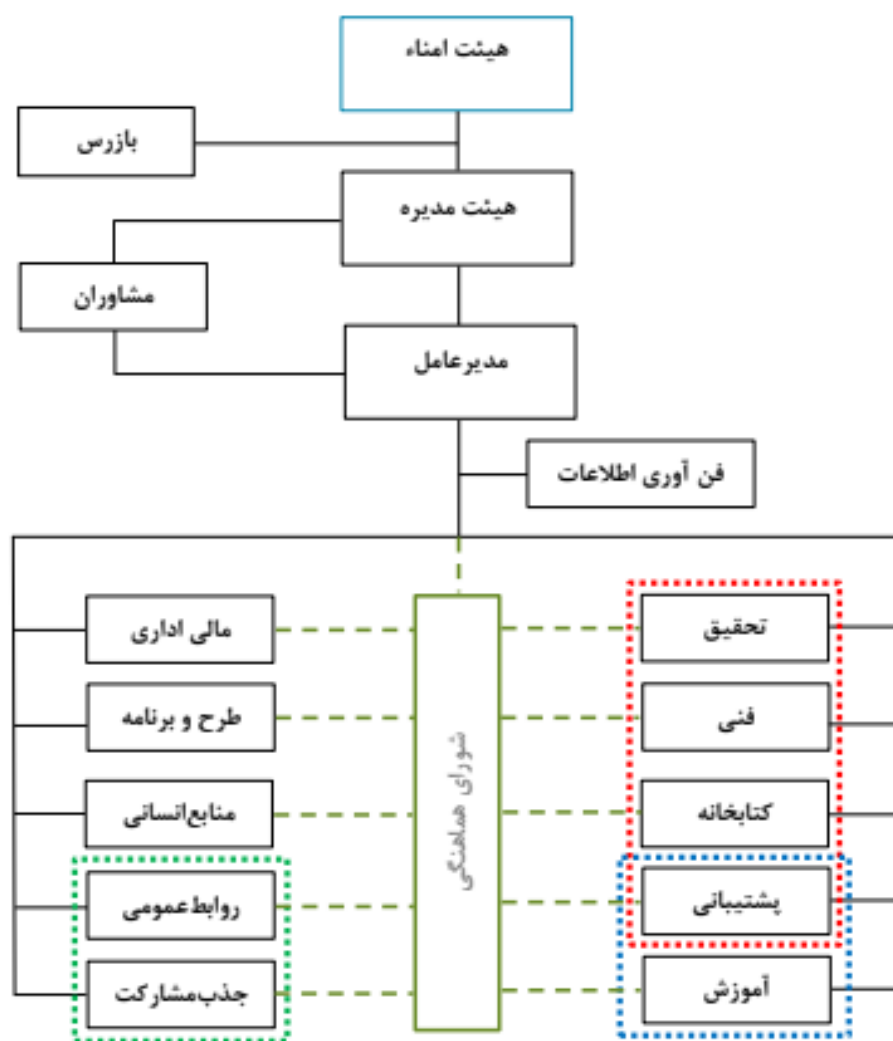 هیئت امناء
بازرس
هیئت مدیره
مشاوران
مدیرعامل
فن آوری اطلاعات
تحقیق
مالی اداری
فنی
طرح و برنامه
شورای هماهنگی
کتابخانه
منابع‌انسانی
پشتیبانی
روابط‌عمومی
آموزش
جذب‌مشارکت